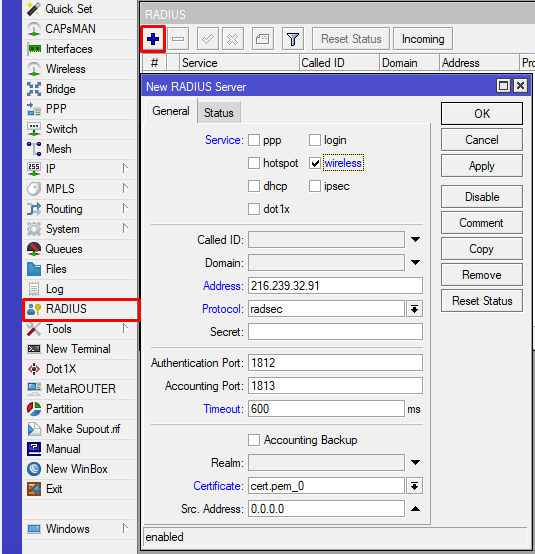 Quick Set
CAPsMAN
Interfaces
Wireless
Bridge
PPP
Switch
Mesh
IP
MPLS
Routing
System
Queues
Files
Log
RADIUS
Tools
New Terminal
Dot1X
MetaROUTER
Partition
Make Supout.rif
Manual
New WinBox
Exit
Windows
RADIUS
Reset Status Incoming
# Service Called ID Domain Address Pro
New RADIUS Server
General Status
Service: ppp login
hotspot wireless
dhcp ipsec
dot1x
Called ID:
Domain:
Address: 216.239.32.91
Protocol: radsec
Secret:
Authentication Port: 1812
Accounting Port: 1813
Timeout: 600 ms
Accounting Backup
Realm:
Certificate: cert.pem_0
Src. Address: 0.0.0.0
enabled
OK
Cancel
Apply
Disable
Comment
Copy
Remove
Reset Status